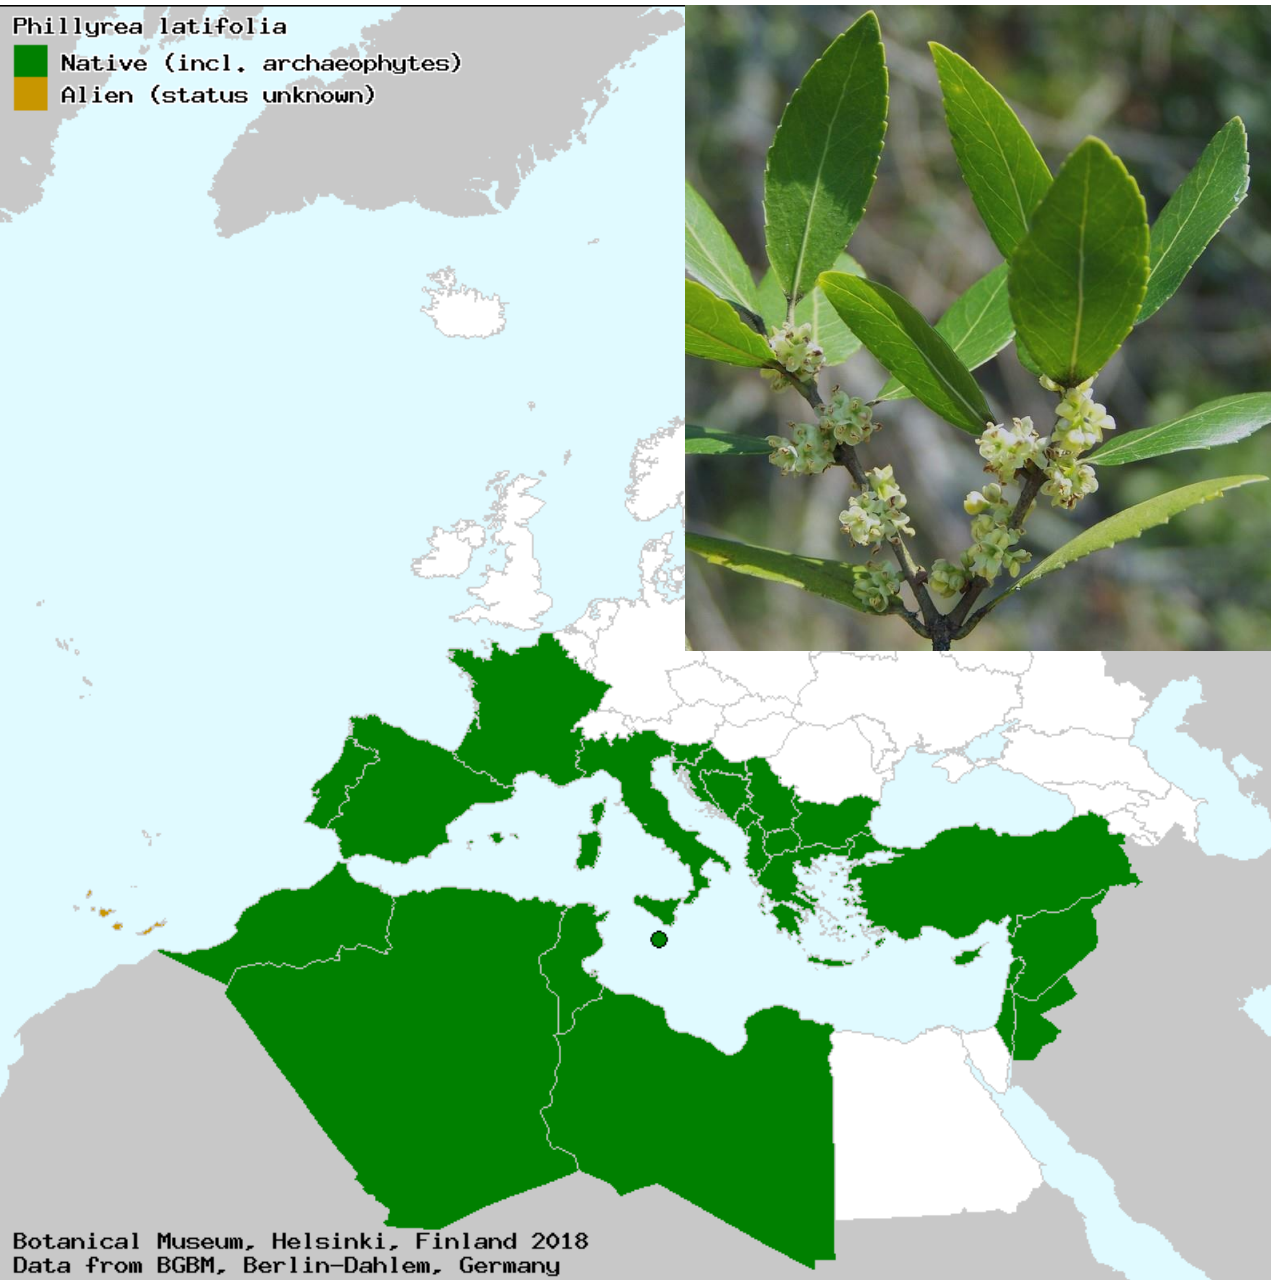 Phillyrea latifolia
Native (incl. archaeophytes)
Alien (status unknown)
Botanical Museum, Helsinki, Finland 2018
Data from BGBM, Berlin-Dahlem, Germany